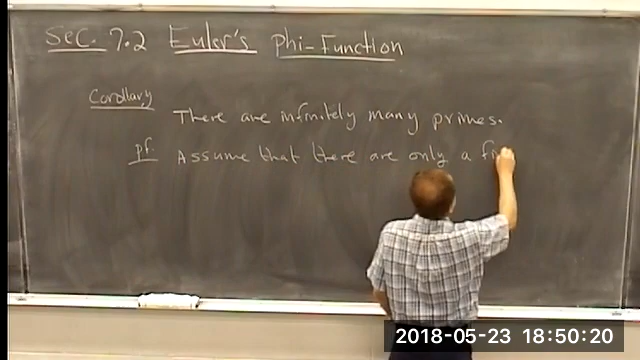 Sec. 7.2 Euler's Phi-Function
Corollary There are infinitely many primes.
pf. Assume that there are only a fi
2018-05-23 18:50:20